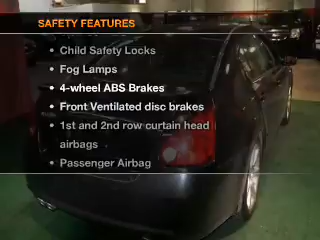 SAFETY FEATURES
Child Safety Locks
Fog Lamps
4-wheel ABS Brakes
Front Ventilated disc brakes
1st and 2nd row curtain head
airbags
Passenger Airbag